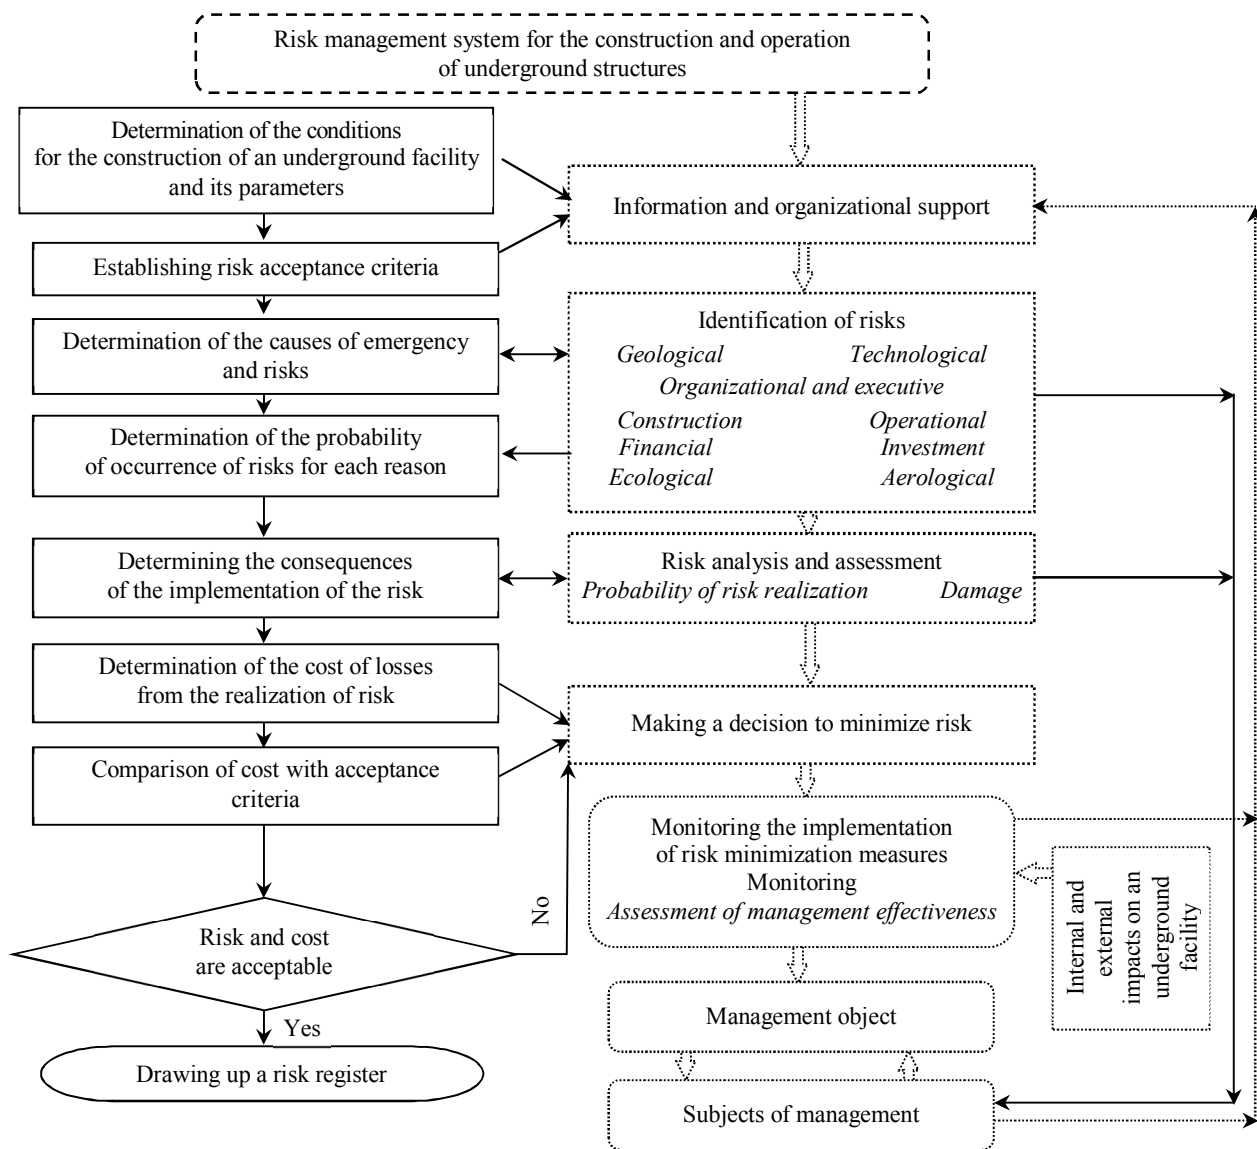 Risk management system for the construction and operation
of underground structures
Determination of the conditions
for the construction of an underground facility
and its parameters
Establishing risk acceptance criteria
Determination of the causes of emergency
and risks
Determination of the probability
of occurrence of risks for each reason
Determining the consequences
of the implementation of the risk
Determination of the cost of losses
from the realization of risk
Comparison of cost with acceptance
criteria
Risk and cost
are acceptable
No
Yes
Drawing up a risk register
Information and organizational support
Identification of risks
Geological Technological
Organizational and executive
Construction Operational
Financial Investment
Ecological Aerological
Risk analysis and assessment
Probability of risk realization Damage
Making a decision to minimize risk
Monitoring the implementation
of risk minimization measures
Monitoring
Assessment of management effectiveness
Internal and
external
impacts on an
underground
facility
Management object
Subjects of management